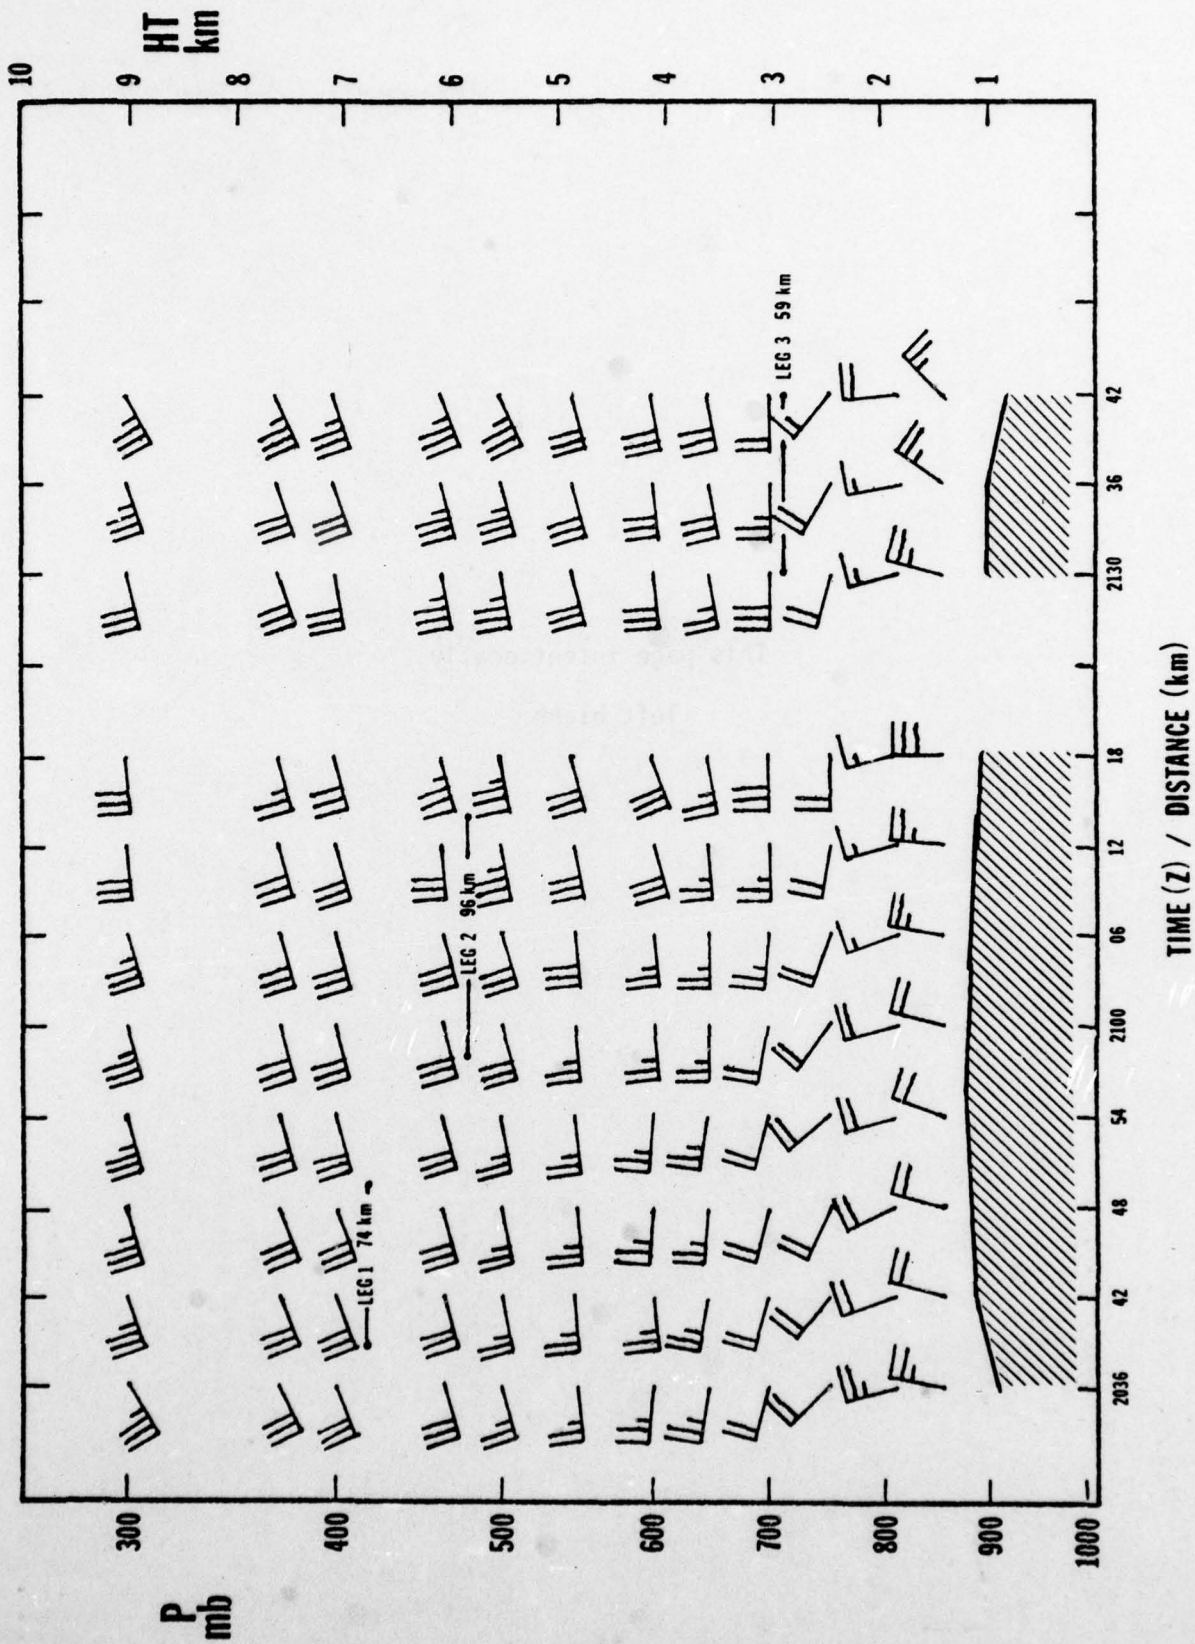 P
mb
300
400
500
600
700
800
900
1000
HT
km
10
9
8
7
6
5
4
3
2
1
LEG 1 74 km
LEG 2 96 km
LEG 3 59 km
2036
42
48
54
2100
06
12
18
2130
36
42
TIME (Z) / DISTANCE (km)
This page intentionally
left blank